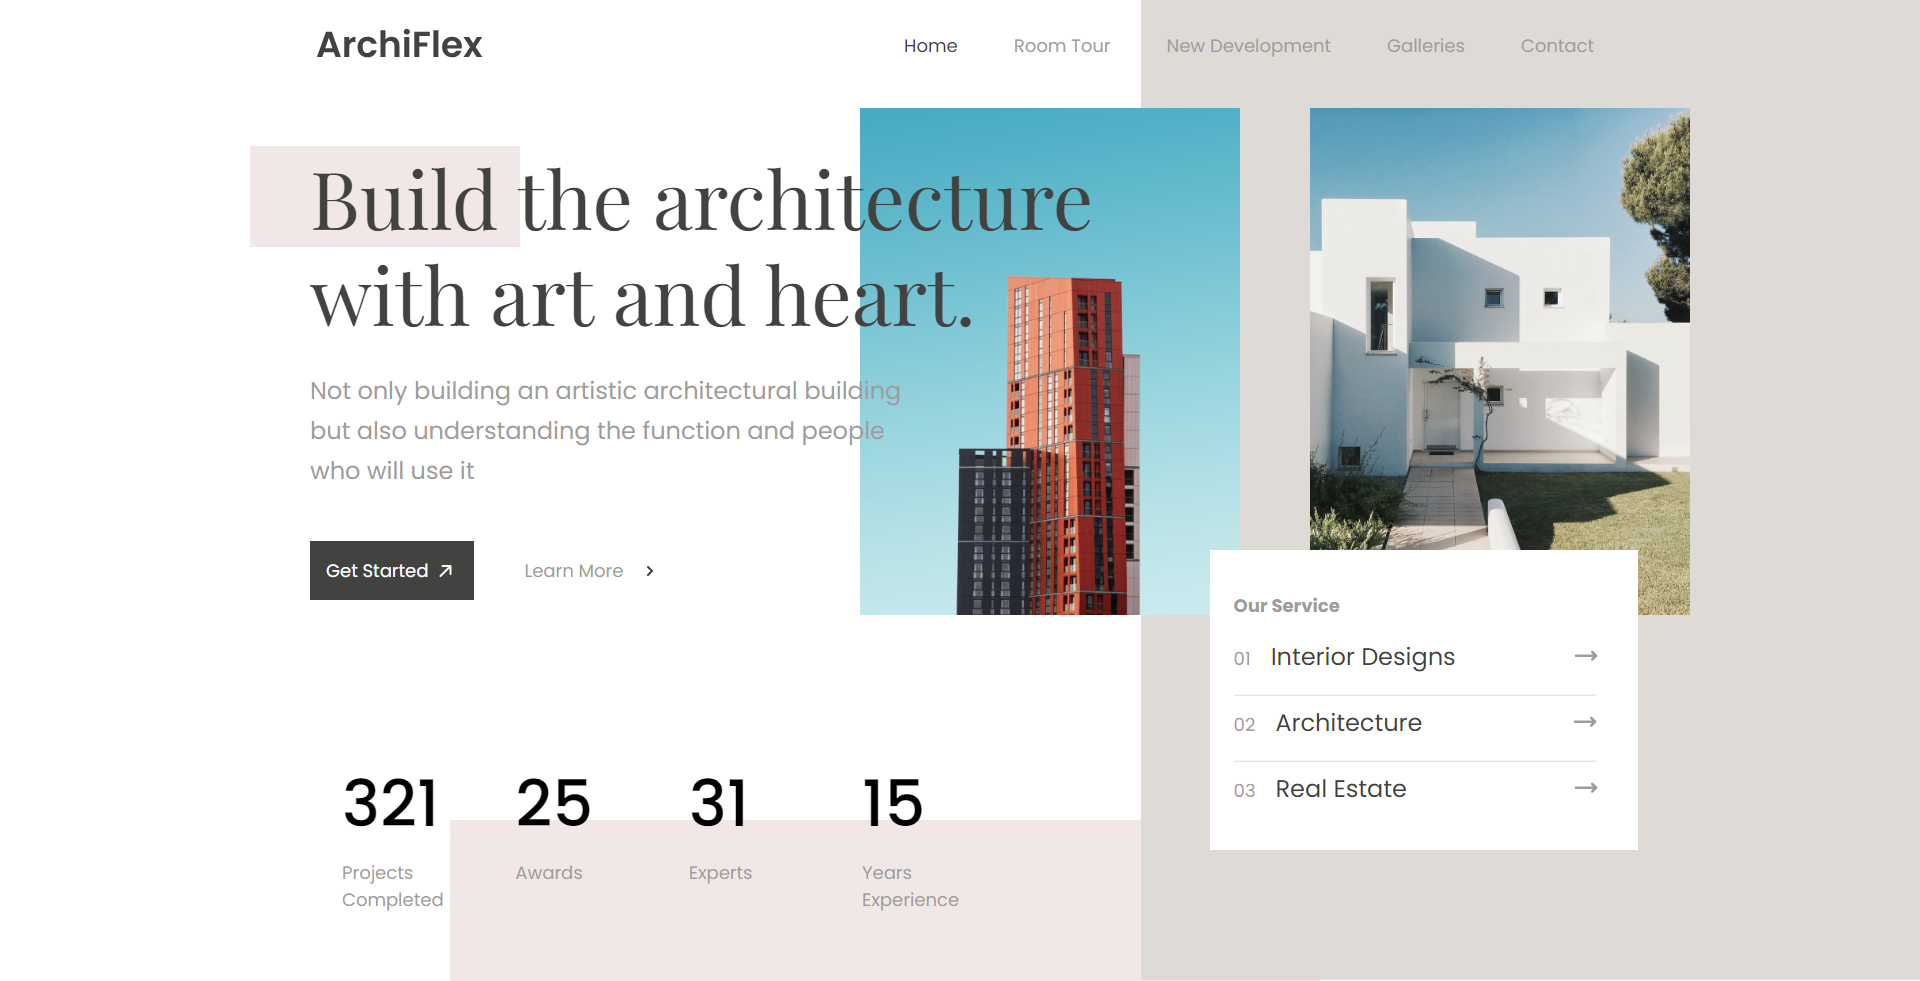 ArchiFlex
Home Room Tour New Development Galleries Contact
Build the architecture
with art and heart.
Not only building an artistic architectural building
but also understanding the function and people
who will use it
Get Started
Learn More
Our Service
01 Interior Designs
02 Architecture
03 Real Estate
321 25 31 15
Projects Awards Experts Years
Completed Experience